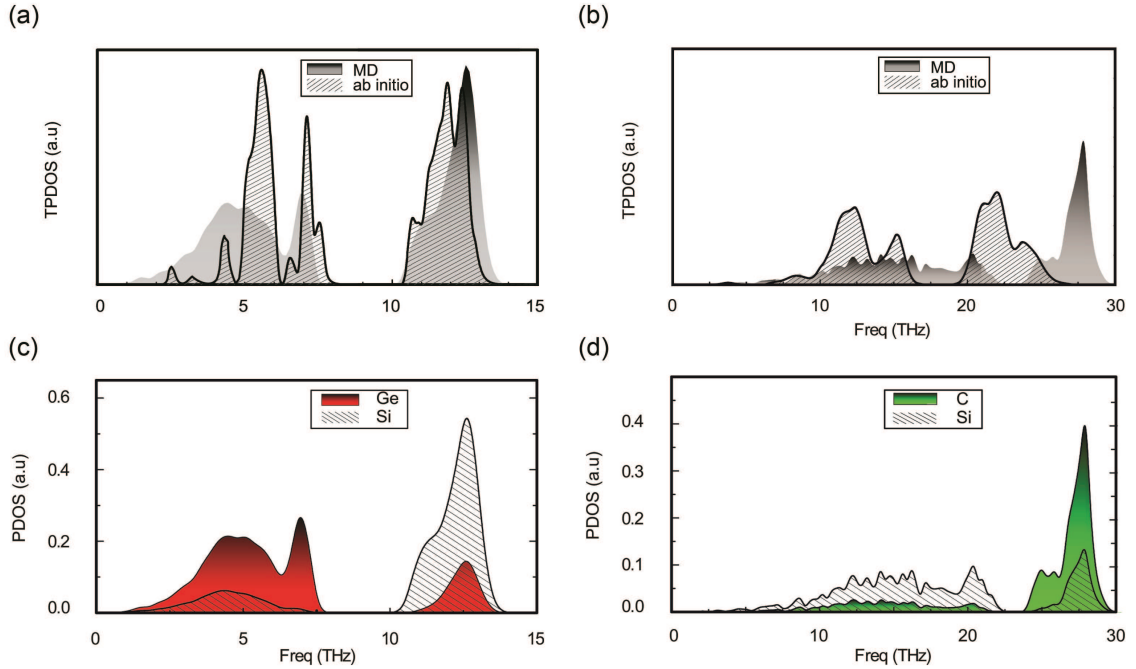 (a)
TPDOS (a.u)
MD
ab initio
0 5 10 15
(b)
TPDOS (a.u)
MD
ab initio
0 10 20 30
Freq (THz)
(c)
PDOS (a.u)
0.6
0.4
0.2
0.0
Ge
Si
0 5 10 15
Freq (THz)
(d)
PDOS (a.u)
0.4
0.3
0.2
0.1
0.0
C
Si
0 10 20 30
Freq (THz)